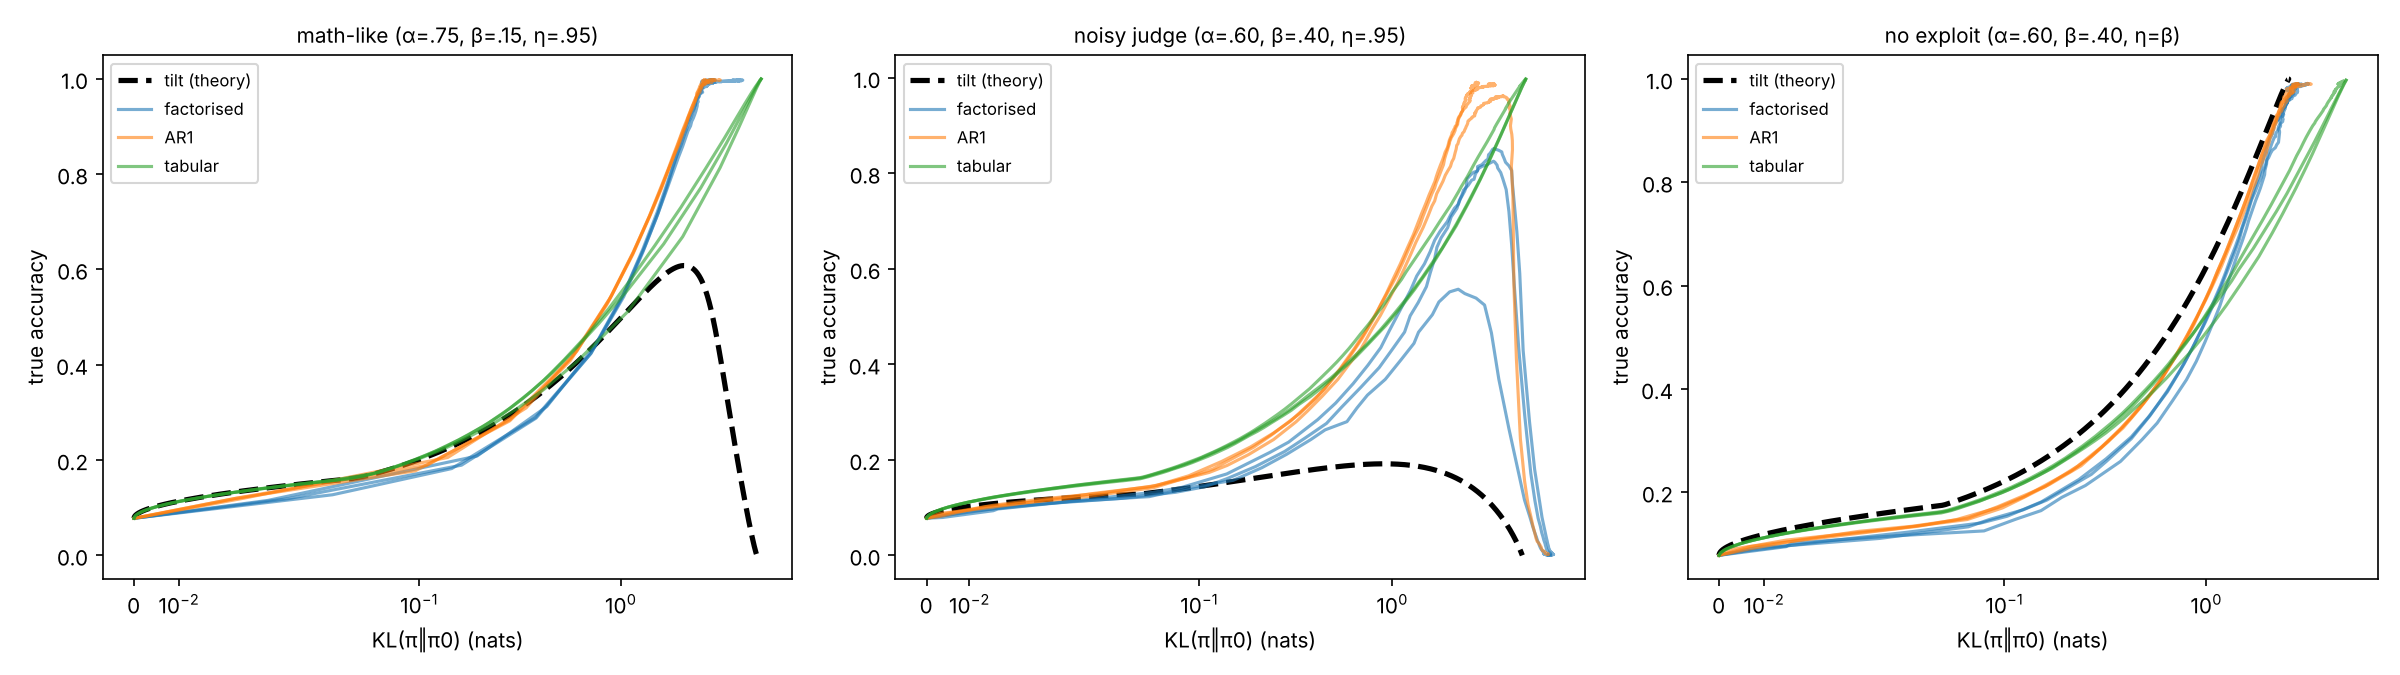 math-like (α=.75, β=.15, η=.95)
tilt (theory)
factorised
AR1
tabular
true accuracy
1.0
0.8
0.6
0.4
0.2
0.0
0 10⁻² 10⁻¹ 10⁰
KL(π‖π0) (nats)
noisy judge (α=.60, β=.40, η=.95)
tilt (theory)
factorised
AR1
tabular
true accuracy
1.0
0.8
0.6
0.4
0.2
0.0
0 10⁻² 10⁻¹ 10⁰
KL(π‖π0) (nats)
no exploit (α=.60, β=.40, η=β)
tilt (theory)
factorised
AR1
tabular
true accuracy
1.0
0.8
0.6
0.4
0.2
0 10⁻² 10⁻¹ 10⁰
KL(π‖π0) (nats)